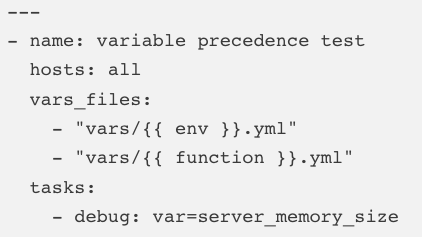 ---
- name: variable precedence test
  hosts: all
  vars_files:
    - "vars/{{ env }}.yml"
    - "vars/{{ function }}.yml"
  tasks:
    - debug: var=server_memory_size